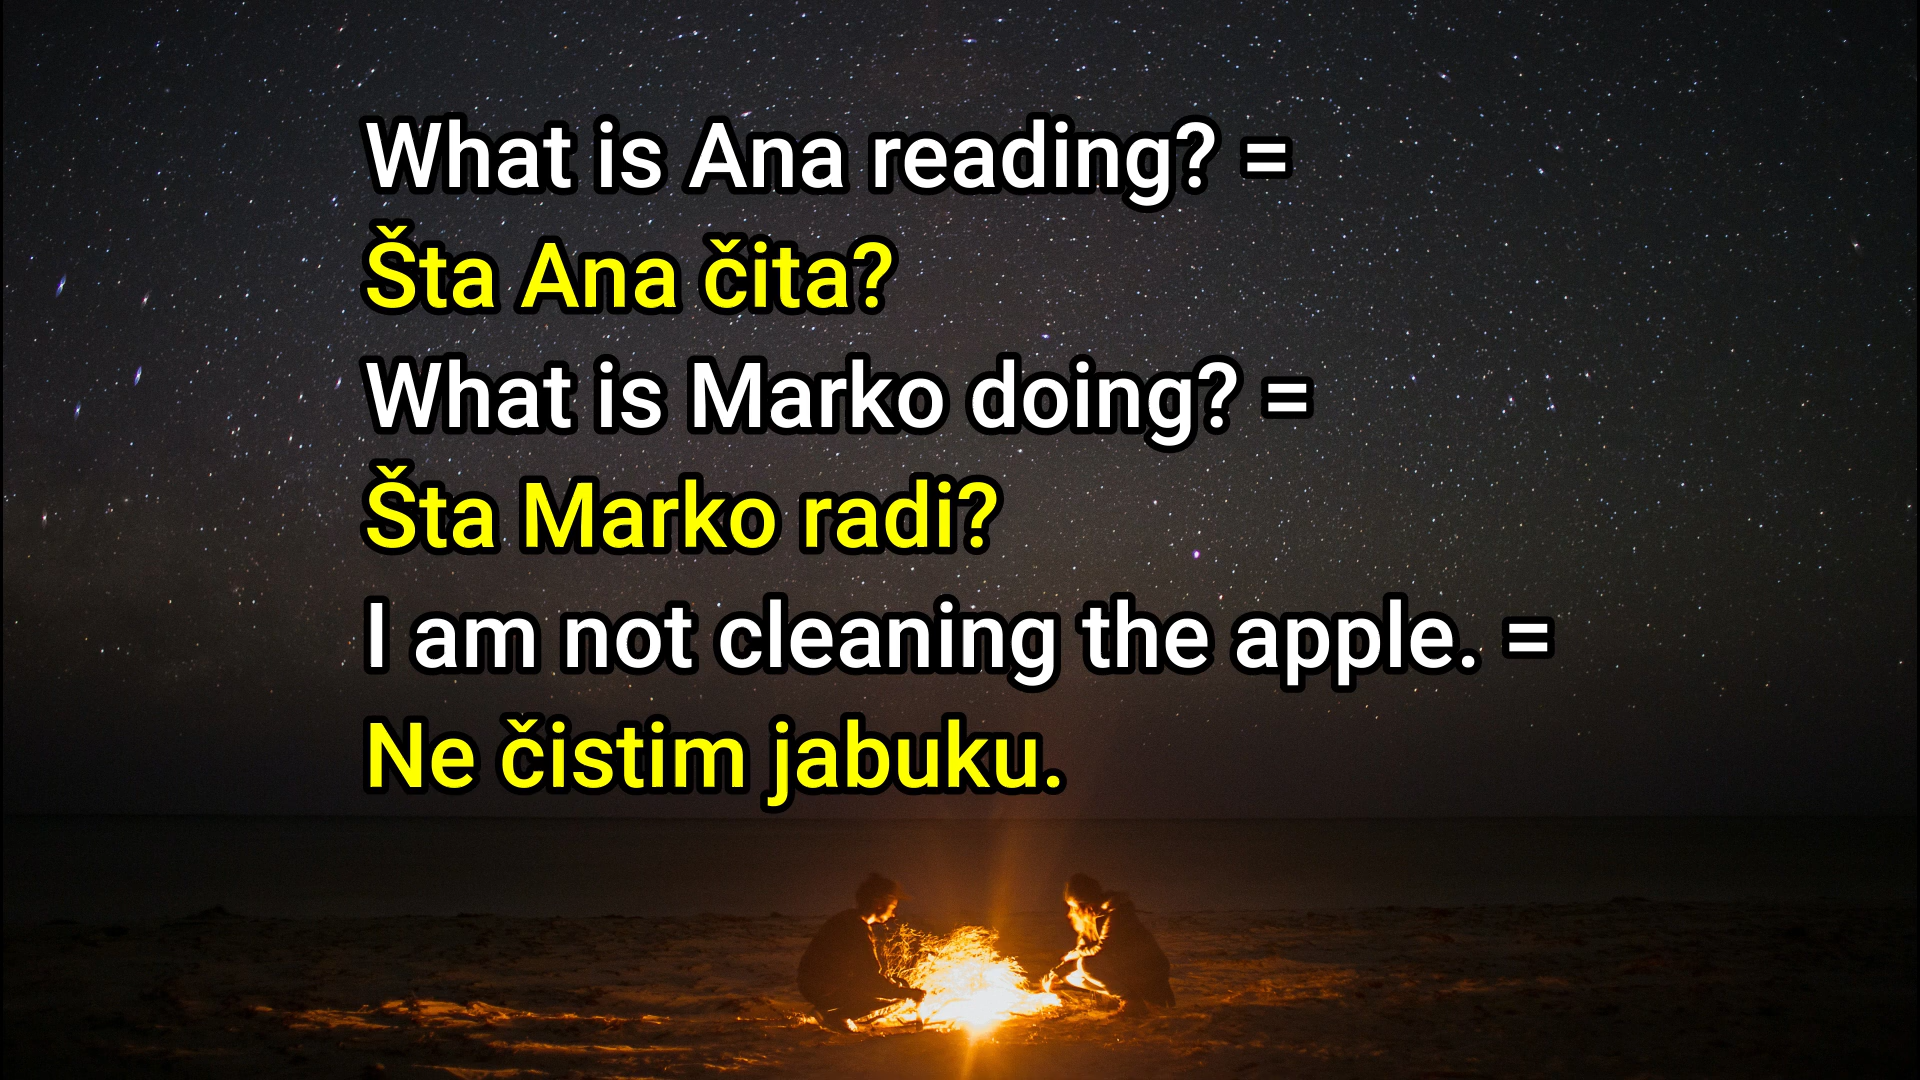 What is Ana reading? =
Šta Ana čita?
What is Marko doing? =
Šta Marko radi?
I am not cleaning the apple. =
Ne čistim jabuku.